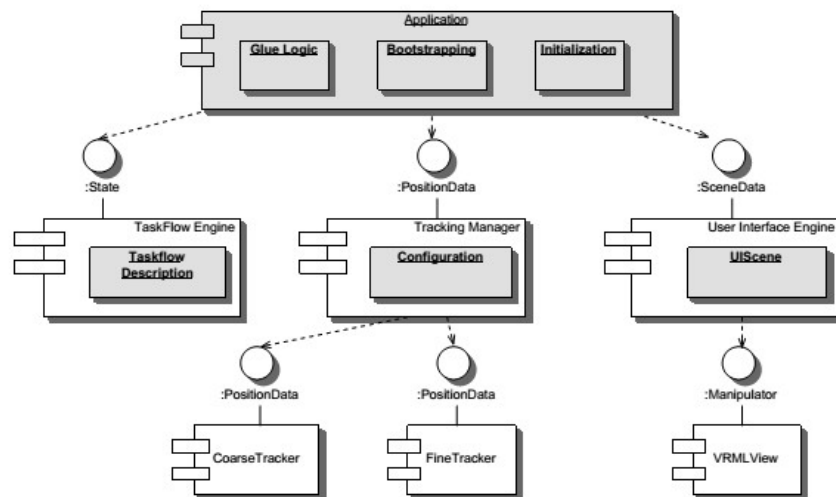 Application
Glue Logic
Bootstrapping
Initialization
:State
:PositionData
:SceneData
TaskFlow Engine
Tracking Manager
User Interface Engine
Taskflow
Description
Configuration
UIScene
:PositionData
:PositionData
:Manipulator
CoarseTracker
FineTracker
VRMLView